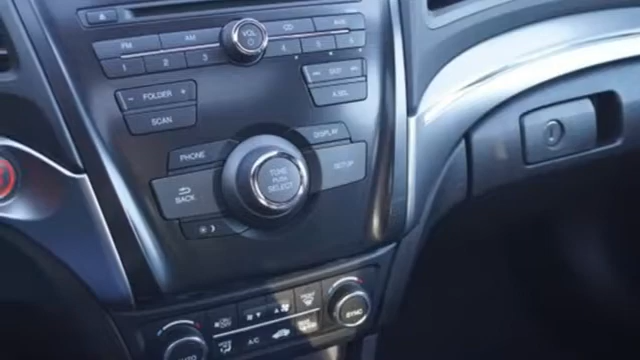 FM AM VOL CD AUX
1 2 3 4 5 6
- FOLDER +
SCAN
A.SEL
PHONE DISPLAY
TUNE
PUSH
SELECT
SETUP
BACK
SYNC
A/C
AUTO